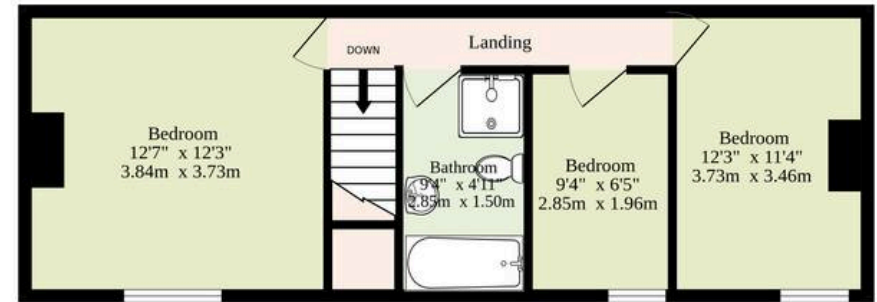 Landing
DOWN
Bedroom
12'7" x 12'3"
3.84m x 3.73m
Bathroom
9'4" x 4'11"
2.85m x 1.50m
Bedroom
9'4" x 6'5"
2.85m x 1.96m
Bedroom
12'3" x 11'4"
3.73m x 3.46m